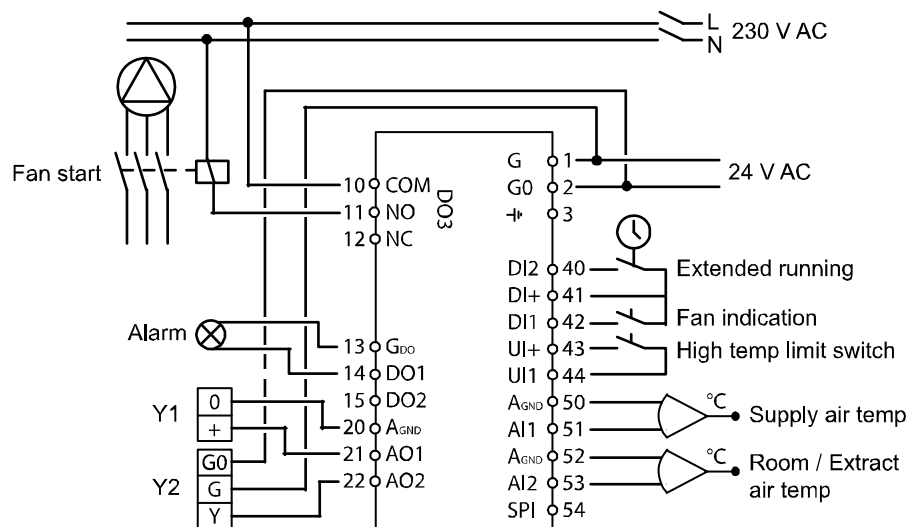 L
N
230 V AC
Fan start
G 1
G0 2
3
24 V AC
10 COM
11 NO
12 NC
DO3
DI2 40 Extended running
DI+ 41
DI1 42 Fan indication
UI+ 43 High temp limit switch
UI1 44
Alarm
13 GDO
14 DO1
15 DO2
20 AGND
21 AO1
22 AO2
Y1
0
+
Y2
G0
G
Y
AGND 50
AI1 51
°C
Supply air temp
AGND 52
AI2 53
°C
Room / Extract
air temp
SPI 54